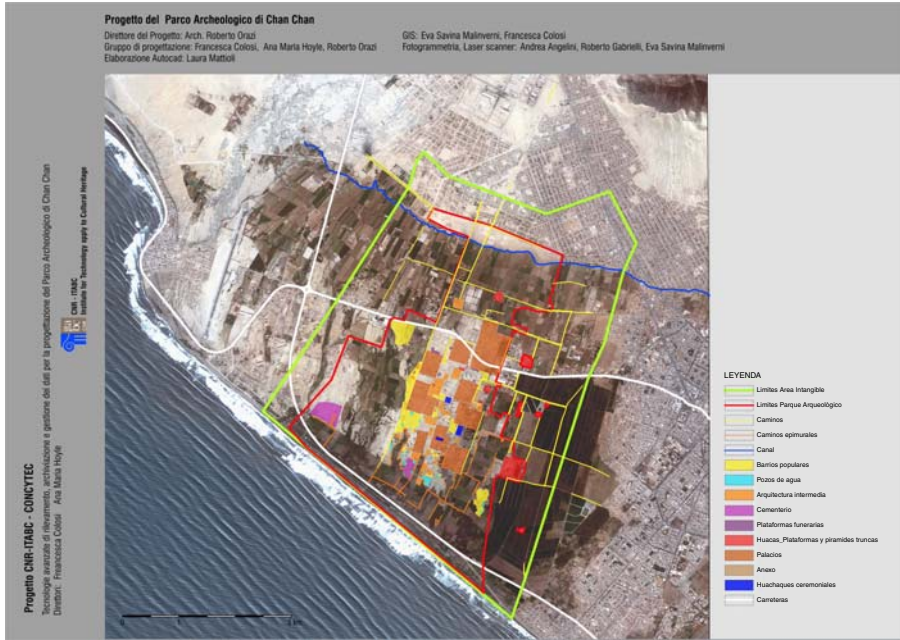 Progetto del Parco Archeologico di Chan Chan
Direttore del Progetto: Arch. Roberto Orazi
Gruppo di progettazione: Francesca Colosi, Ana Maria Hoyle, Roberto Orazi
Elaborazione Autocad: Laura Mattioli
GIS: Eva Savina Malinverni, Francesca Colosi
Fotogrammetria, Laser scanner: Andrea Angelini, Roberto Gabrielli, Eva Savina Malinverni
Progetto CNR-ITABC - CONCYTEC
Tecnologie avanzate di rilevamento, archiviazione e gestione dei dati per la progettazione del Parco Archeologico di Chan Chan
Direttori: Freancesca Colosi Ana Maria Hoyle
CNR - ITABC
Institute for Technology apply to Cultural Heritage
LEYENDA
Limites Area Intangible
Limites Parque Arqueològico
Caminos
Caminos epimurales
Canal
Barrios populares
Pozos de agua
Arquitectura intermedia
Cementerio
Plataformas funerarias
Huacas_Plataformas y piramides truncas
Palacios
Anexo
Huachaques ceremoniales
Carreteras